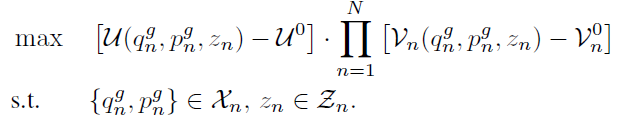 max [𝒰(q_n^g, p_n^g, z_n) − 𝒰^0] · ∏_{n=1}^{N} [𝒱_n(q_n^g, p_n^g, z_n) − 𝒱_n^0]
s.t. {q_n^g, p_n^g} ∈ 𝒳_n, z_n ∈ 𝒵_n.